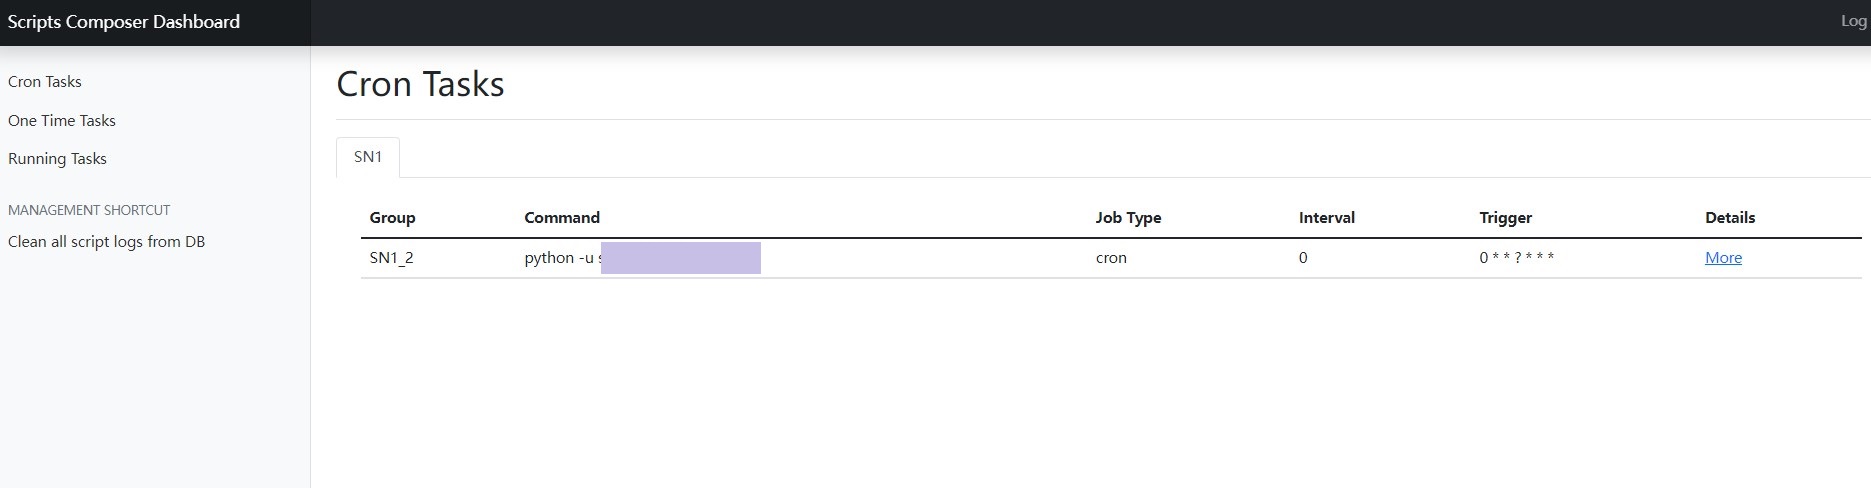 Scripts Composer Dashboard
Log
Cron Tasks
One Time Tasks
Running Tasks
MANAGEMENT SHORTCUT
Clean all script logs from DB
Cron Tasks
SN1
Group Command Job Type Interval Trigger Details
SN1_2 python -u cron 0 0 * * ? * * * More